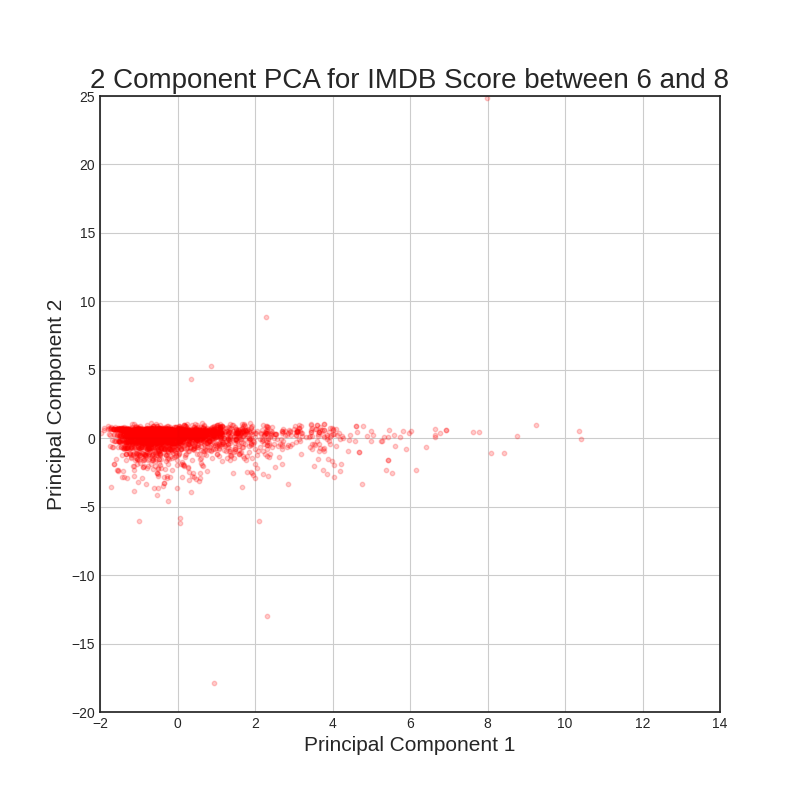 2 Component PCA for IMDB Score between 6 and 8
25
20
15
10
5
0
−5
−10
−15
−20
Principal Component 2
−2 0 2 4 6 8 10 12 14
Principal Component 1